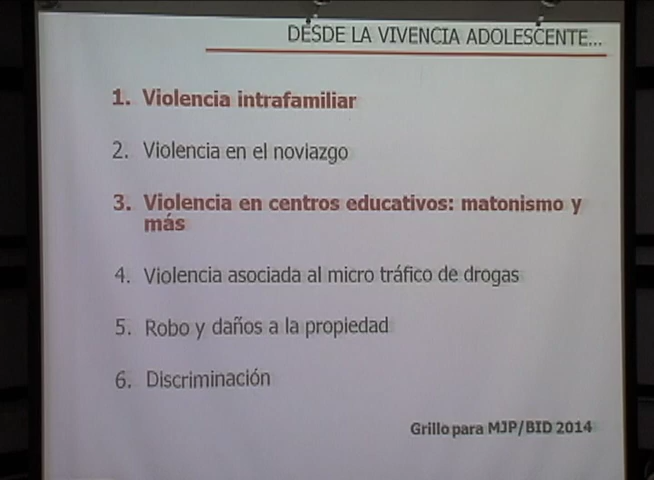 DESDE LA VIVENCIA ADOLESCENTE...
1. Violencia intrafamiliar
2. Violencia en el noviazgo
3. Violencia en centros educativos: matonismo y
más
4. Violencia asociada al micro tráfico de drogas
5. Robo y daños a la propiedad
6. Discriminación
Grillo para MJP/BID 2014